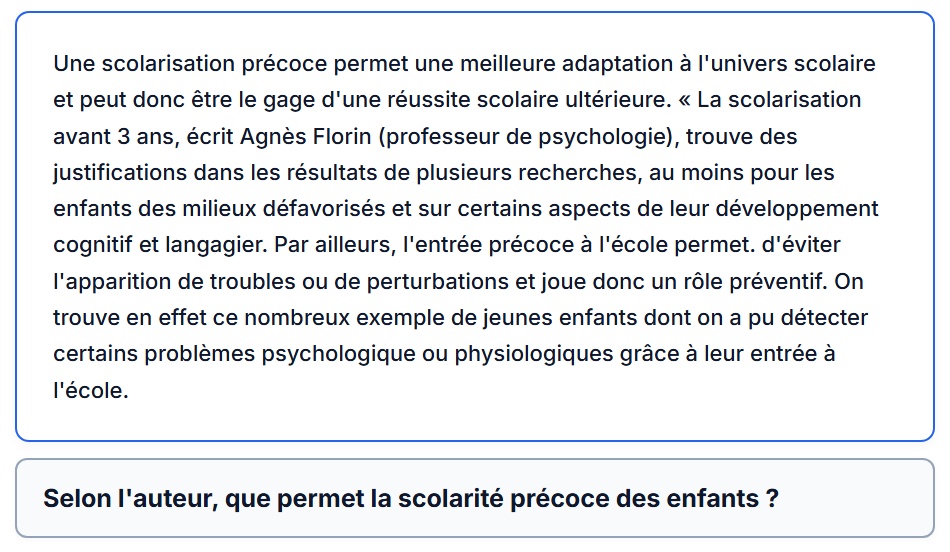 Une scolarisation précoce permet une meilleure adaptation à l'univers scolaire
et peut donc être le gage d'une réussite scolaire ultérieure. « La scolarisation
avant 3 ans, écrit Agnès Florin (professeur de psychologie), trouve des
justifications dans les résultats de plusieurs recherches, au moins pour les
enfants des milieux défavorisés et sur certains aspects de leur développement
cognitif et langagier. Par ailleurs, l'entrée précoce à l'école permet. d'éviter
l'apparition de troubles ou de perturbations et joue donc un rôle préventif. On
trouve en effet ce nombreux exemple de jeunes enfants dont on a pu détecter
certains problèmes psychologique ou physiologiques grâce à leur entrée à
l'école.
Selon l'auteur, que permet la scolarité précoce des enfants ?